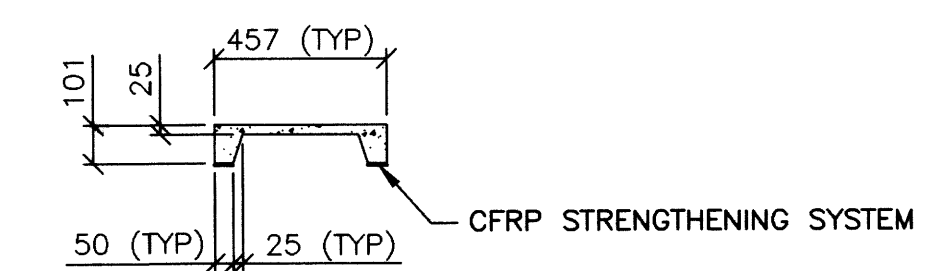 457 (TYP)
101
25
CFRP STRENGTHENING SYSTEM
50 (TYP)
25 (TYP)